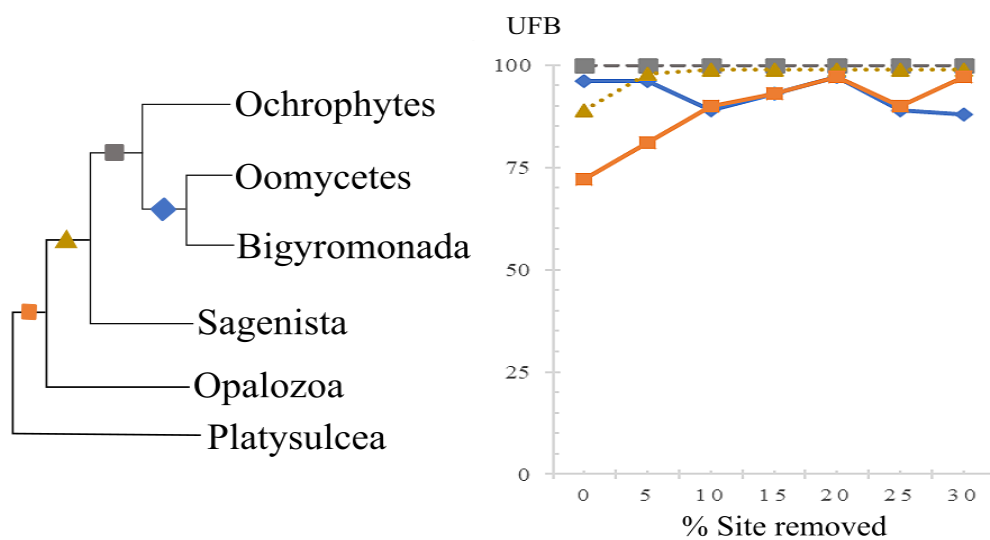 UFB
Ochrophytes
Oomycetes
Bigyromonada
Sagenista
Opalozoa
Platysulcea
100
75
50
25
0
0 5 10 15 20 25 30
% Site removed